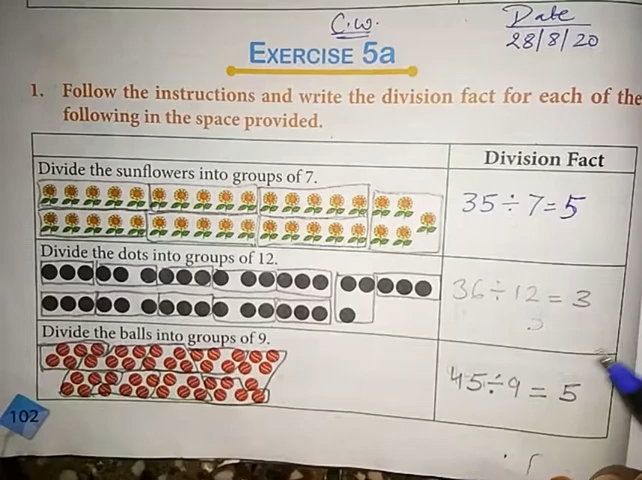 C.W.
Date
28/8/20
EXERCISE 5a
1. Follow the instructions and write the division fact for each of the
following in the space provided.
Division Fact
Divide the sunflowers into groups of 7.
35÷7=5
Divide the dots into groups of 12.
36÷12=3
Divide the balls into groups of 9.
45÷9=5
102